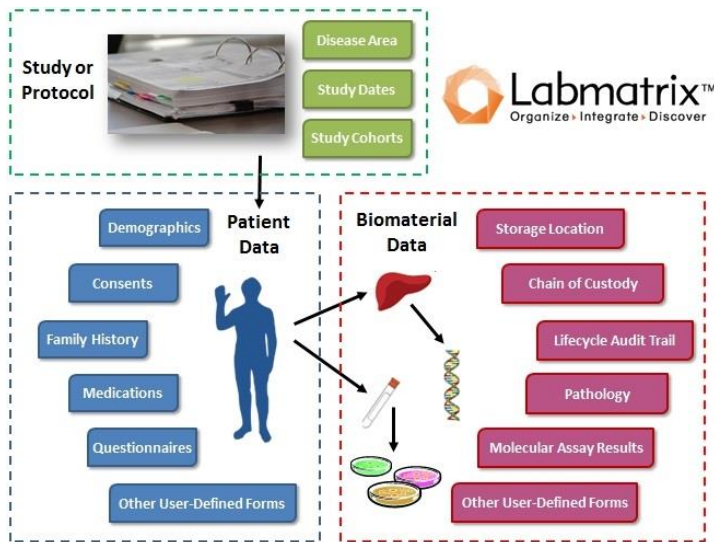 Study or
Protocol
Disease Area
Study Dates
Study Cohorts
Labmatrix™
Organize▸Integrate▸Discover
Patient
Data
Demographics
Consents
Family History
Medications
Questionnaires
Other User-Defined Forms
Biomaterial
Data
Storage Location
Chain of Custody
Lifecycle Audit Trail
Pathology
Molecular Assay Results
Other User-Defined Forms